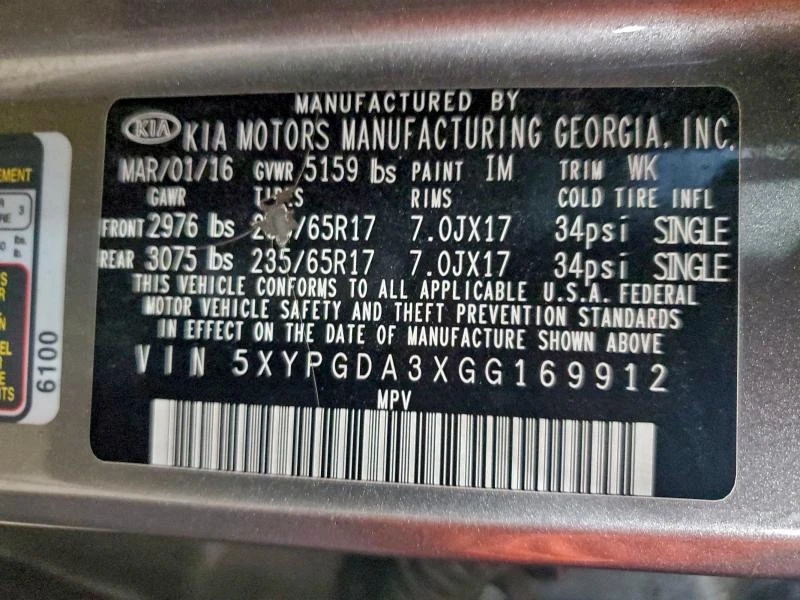 MANUFACTURED BY
KIA KIA MOTORS MANUFACTURING GEORGIA, INC.
MAR/01/16 GVWR 5159 lbs PAINT IM TRIM WK
GAWR TIRES RIMS COLD TIRE INFL
FRONT 2976 lbs /65R17 7.0JX17 34psi SINGLE
REAR 3075 lbs 235/65R17 7.0JX17 34psi SINGLE
THIS VEHICLE CONFORMS TO ALL APPLICABLE U.S.A. FEDERAL
MOTOR VEHICLE SAFETY AND THEFT PREVENTION STANDARDS
IN EFFECT ON THE DATE OF MANUFACTURE SHOWN ABOVE
VIN 5XYPGDA3XGG169912
MPV
6100
3